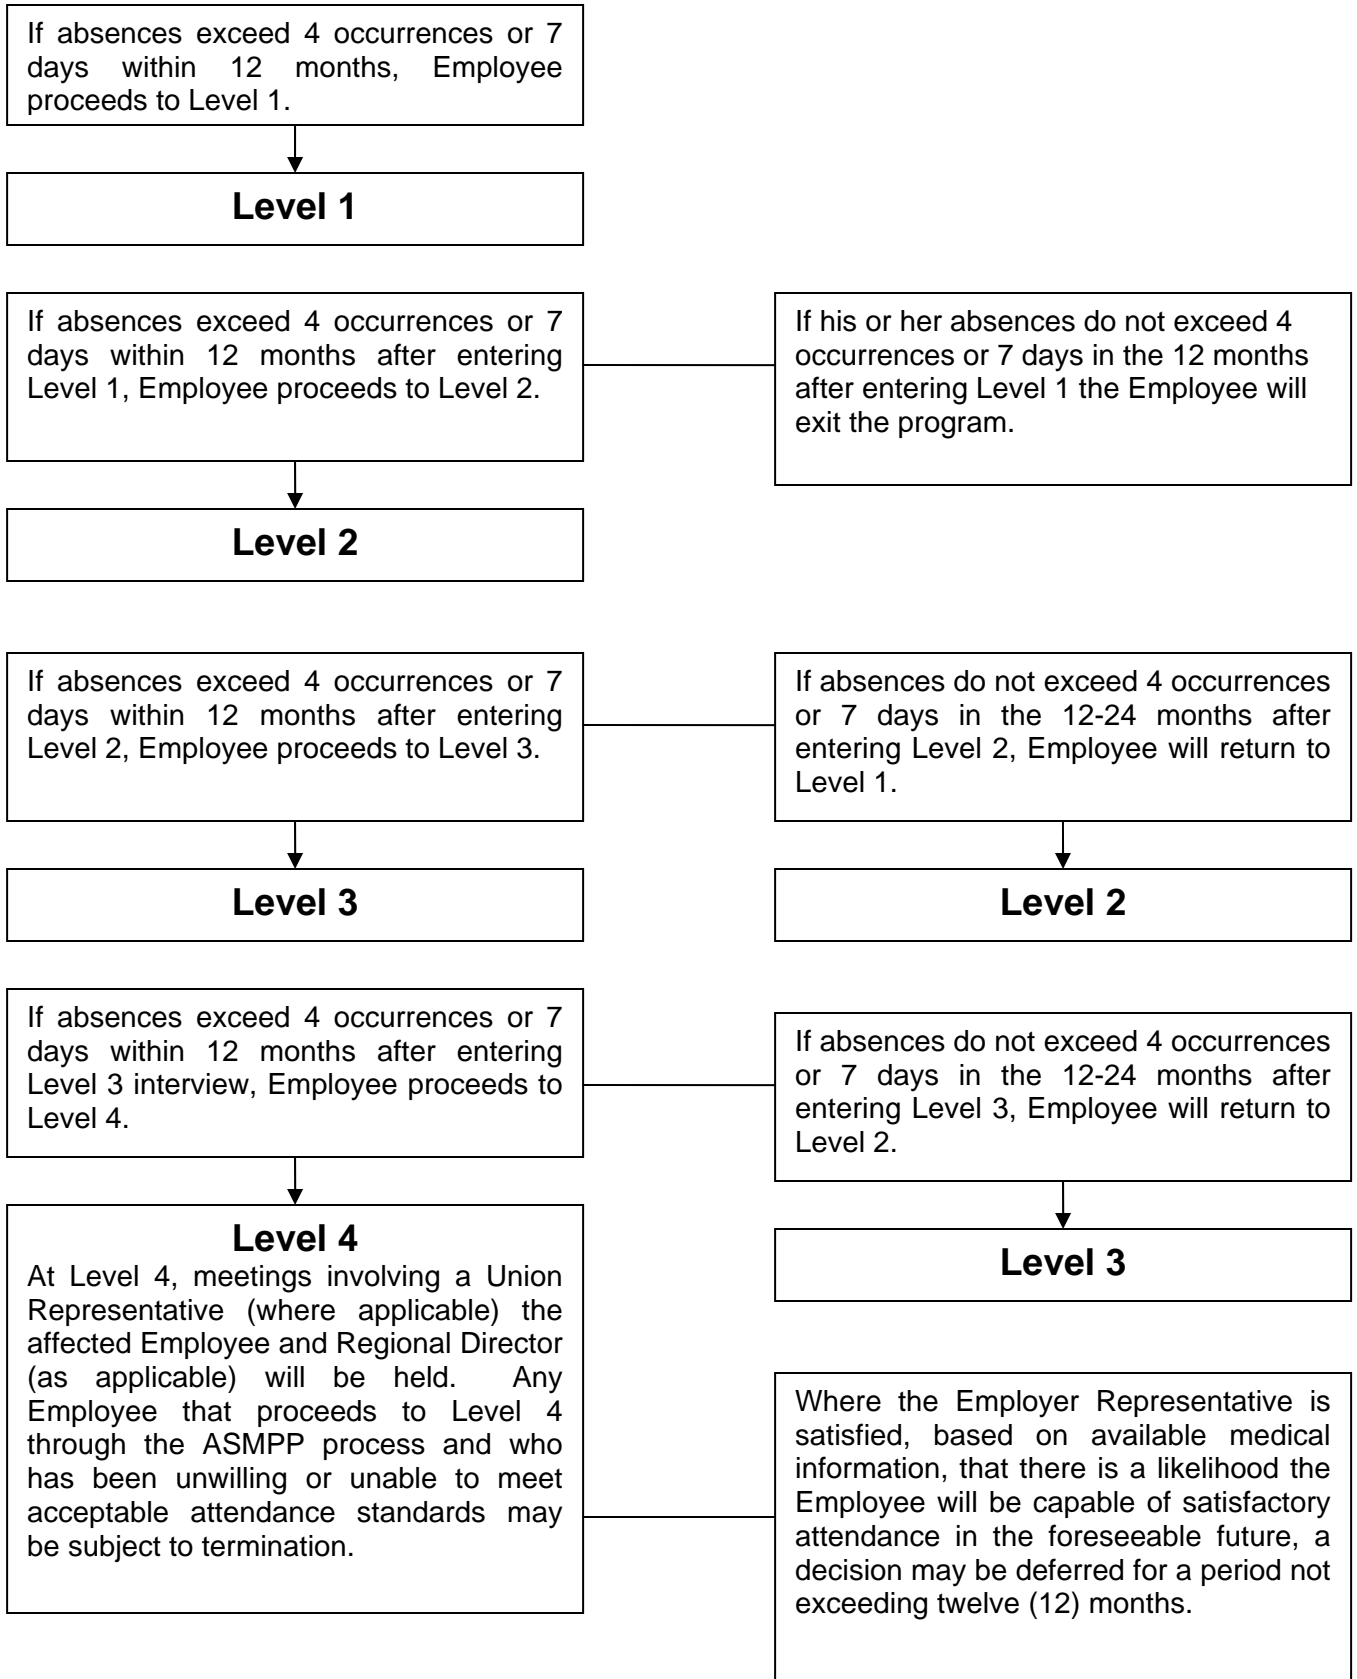 If absences exceed 4 occurrences or 7
days within 12 months, Employee
proceeds to Level 1.
Level 1
If absences exceed 4 occurrences or 7
days within 12 months after entering
Level 1, Employee proceeds to Level 2.
If his or her absences do not exceed 4
occurrences or 7 days in the 12 months
after entering Level 1 the Employee will
exit the program.
Level 2
If absences exceed 4 occurrences or 7
days within 12 months after entering
Level 2, Employee proceeds to Level 3.
If absences do not exceed 4 occurrences
or 7 days in the 12-24 months after
entering Level 2, Employee will return to
Level 1.
Level 3
Level 2
If absences exceed 4 occurrences or 7
days within 12 months after entering
Level 3 interview, Employee proceeds to
Level 4.
If absences do not exceed 4 occurrences
or 7 days in the 12-24 months after
entering Level 3, Employee will return to
Level 2.
Level 4
At Level 4, meetings involving a Union
Representative (where applicable) the
affected Employee and Regional Director
(as applicable) will be held. Any
Employee that proceeds to Level 4
through the ASMPP process and who
has been unwilling or unable to meet
acceptable attendance standards may
be subject to termination.
Level 3
Where the Employer Representative is
satisfied, based on available medical
information, that there is a likelihood the
Employee will be capable of satisfactory
attendance in the foreseeable future, a
decision may be deferred for a period not
exceeding twelve (12) months.